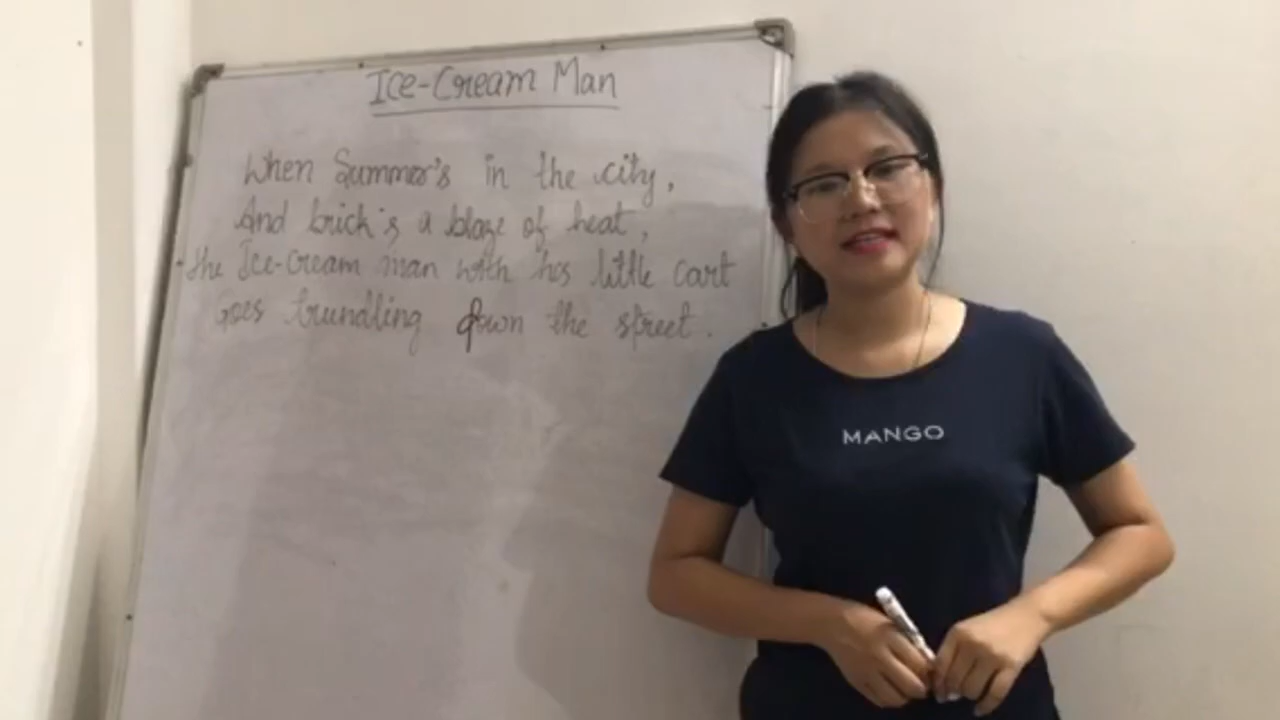 Ice-Cream Man
When Summer's in the city,
And brick's a blaze of heat,
the Ice-cream man with his little cart
Goes trundling down the street.
MANGO